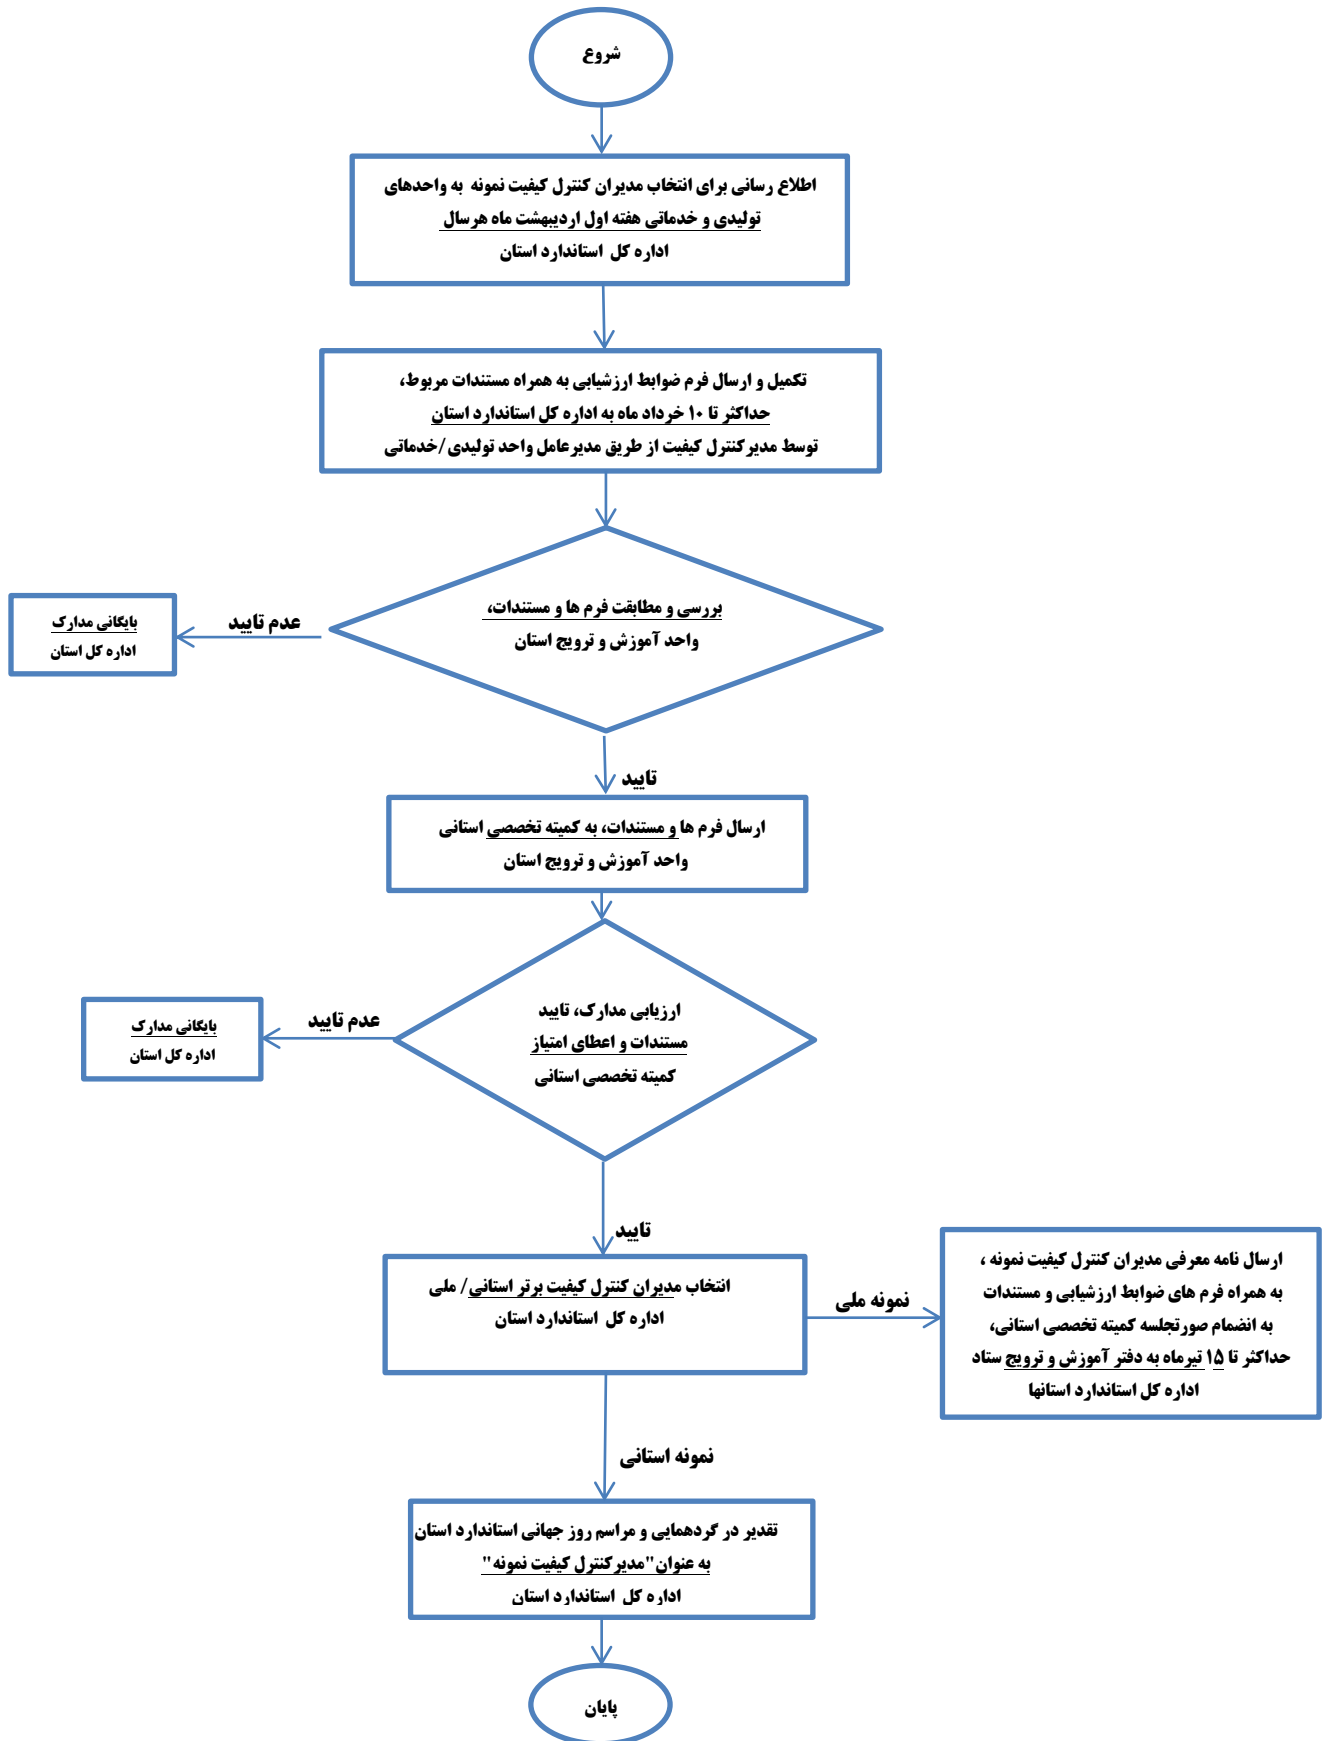 شروع
اطلاع رسانی برای انتخاب مدیران کنترل کیفیت نمونه به واحدهای
تولیدی و خدماتی هفته اول اردیبهشت ماه هرسال
اداره کل استاندارد استان
تکمیل و ارسال فرم ضوابط ارزشیابی به همراه مستندات مربوط،
حداکثر تا ۱۰ خرداد ماه به اداره کل استاندارد استان
توسط مدیرکنترل کیفیت از طریق مدیرعامل واحد تولیدی/خدماتی
بررسی و مطابقت فرم ها و مستندات،
واحد آموزش و ترویج استان
عدم تایید
بایگانی مدارک
اداره کل استان
تایید
ارسال فرم ها و مستندات، به کمیته تخصصی استانی
واحد آموزش و ترویج استان
ارزیابی مدارک، تایید
مستندات و اعطای امتیاز
کمیته تخصصی استانی
عدم تایید
بایگانی مدارک
اداره کل استان
تایید
انتخاب مدیران کنترل کیفیت برتر استانی/ ملی
اداره کل استاندارد استان
نمونه ملی
ارسال نامه معرفی مدیران کنترل کیفیت نمونه ،
به همراه فرم های ضوابط ارزشیابی و مستندات
به انضمام صورتجلسه کمیته تخصصی استانی،
حداکثر تا ۱۵ تیرماه به دفتر آموزش و ترویج ستاد
اداره کل استاندارد استانها
نمونه استانی
تقدیر در گردهمایی و مراسم روز جهانی استاندارد استان
به عنوان"مدیرکنترل کیفیت نمونه"
اداره کل استاندارد استان
پایان